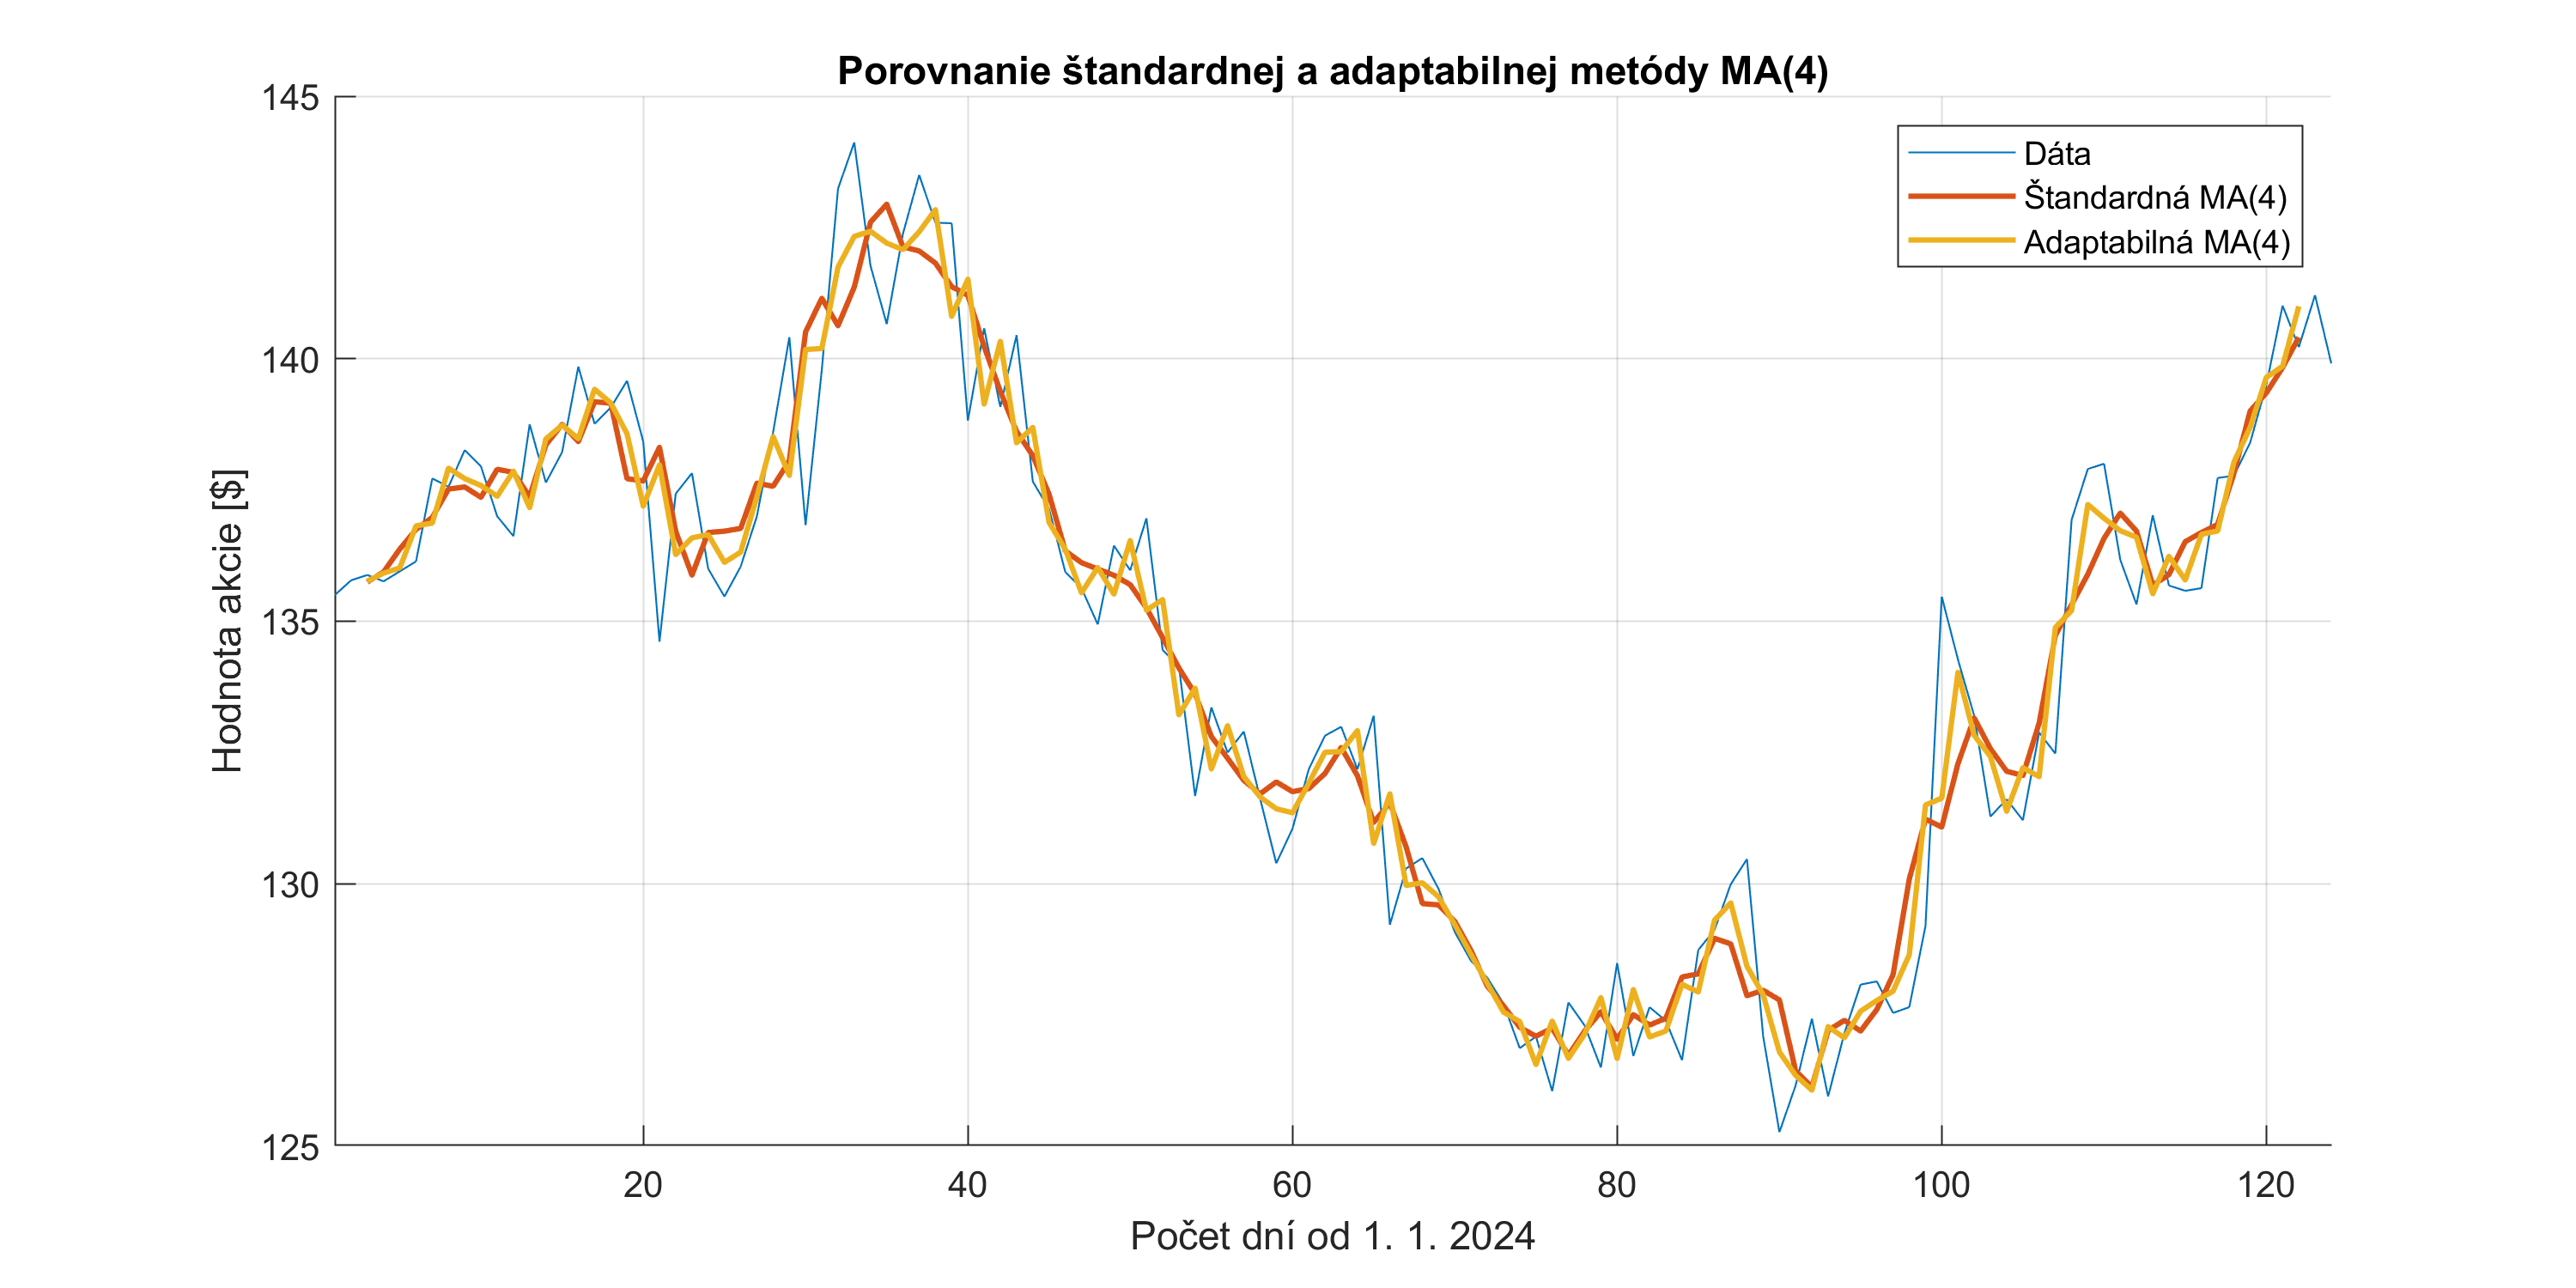 Porovnanie štandardnej a adaptabilnej metódy MA(4)
145
140
135
130
125
Hodnota akcie [$]
Dáta
Štandardná MA(4)
Adaptabilná MA(4)
20 40 60 80 100 120
Počet dní od 1. 1. 2024